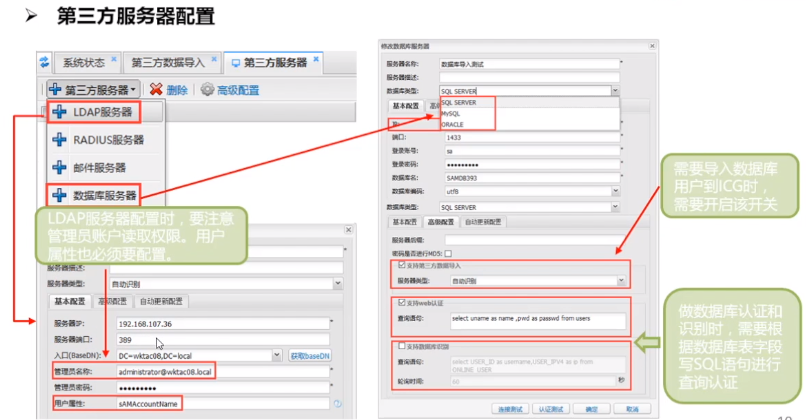 第三方服务器配置
系统状态
第三方数据导入
第三方服务器
第三方服务器
删除
高级配置
LDAP服务器
RADIUS服务器
邮件服务器
数据库服务器
LDAP服务器配置时，要注意
管理员账户读取权限。用户
属性也必须要配置。
服务器描述:
服务器类型: 自动识别
基本配置 高级配置 自动更新配置
服务器IP: 192.168.107.36
服务器端口: 389
入口(BaseDN): DC=wktac08,DC=local 获取baseDN
管理员名称: administrator@wktac08.local
管理员密码: •••••••••
用户属性: sAMAccountName
修改数据库服务器
服务器名称: 数据库导入测试
服务器描述:
数据库类型: SQL SERVER
SQL SERVER
MySQL
ORACLE
基本配置
端口: 1433
登录账号: sa
登录密码: •••••••••
数据库名: SAMDB393
数据库编码: utf8
数据库类型: SQL SERVER
基本配置 高级配置 自动更新配置
服务器后缀:
密码是否进行MD5:
支持第三方数据导入
服务器类型: 自动识别
支持web认证
查询语句: select uname as name ,pwd as passwd from users
支持数据库识别
查询语句: select USER_ID as username,USER_IPV4 as ip from
ONLINE_USER
轮询时间: 60 秒
连接测试 认证测试 确定 取消
需要导入数据库
用户到ICG时，
需要开启该开关
做数据库认证和
识别时，需要根
据数据库表字段
写SQL语句进行
查询认证